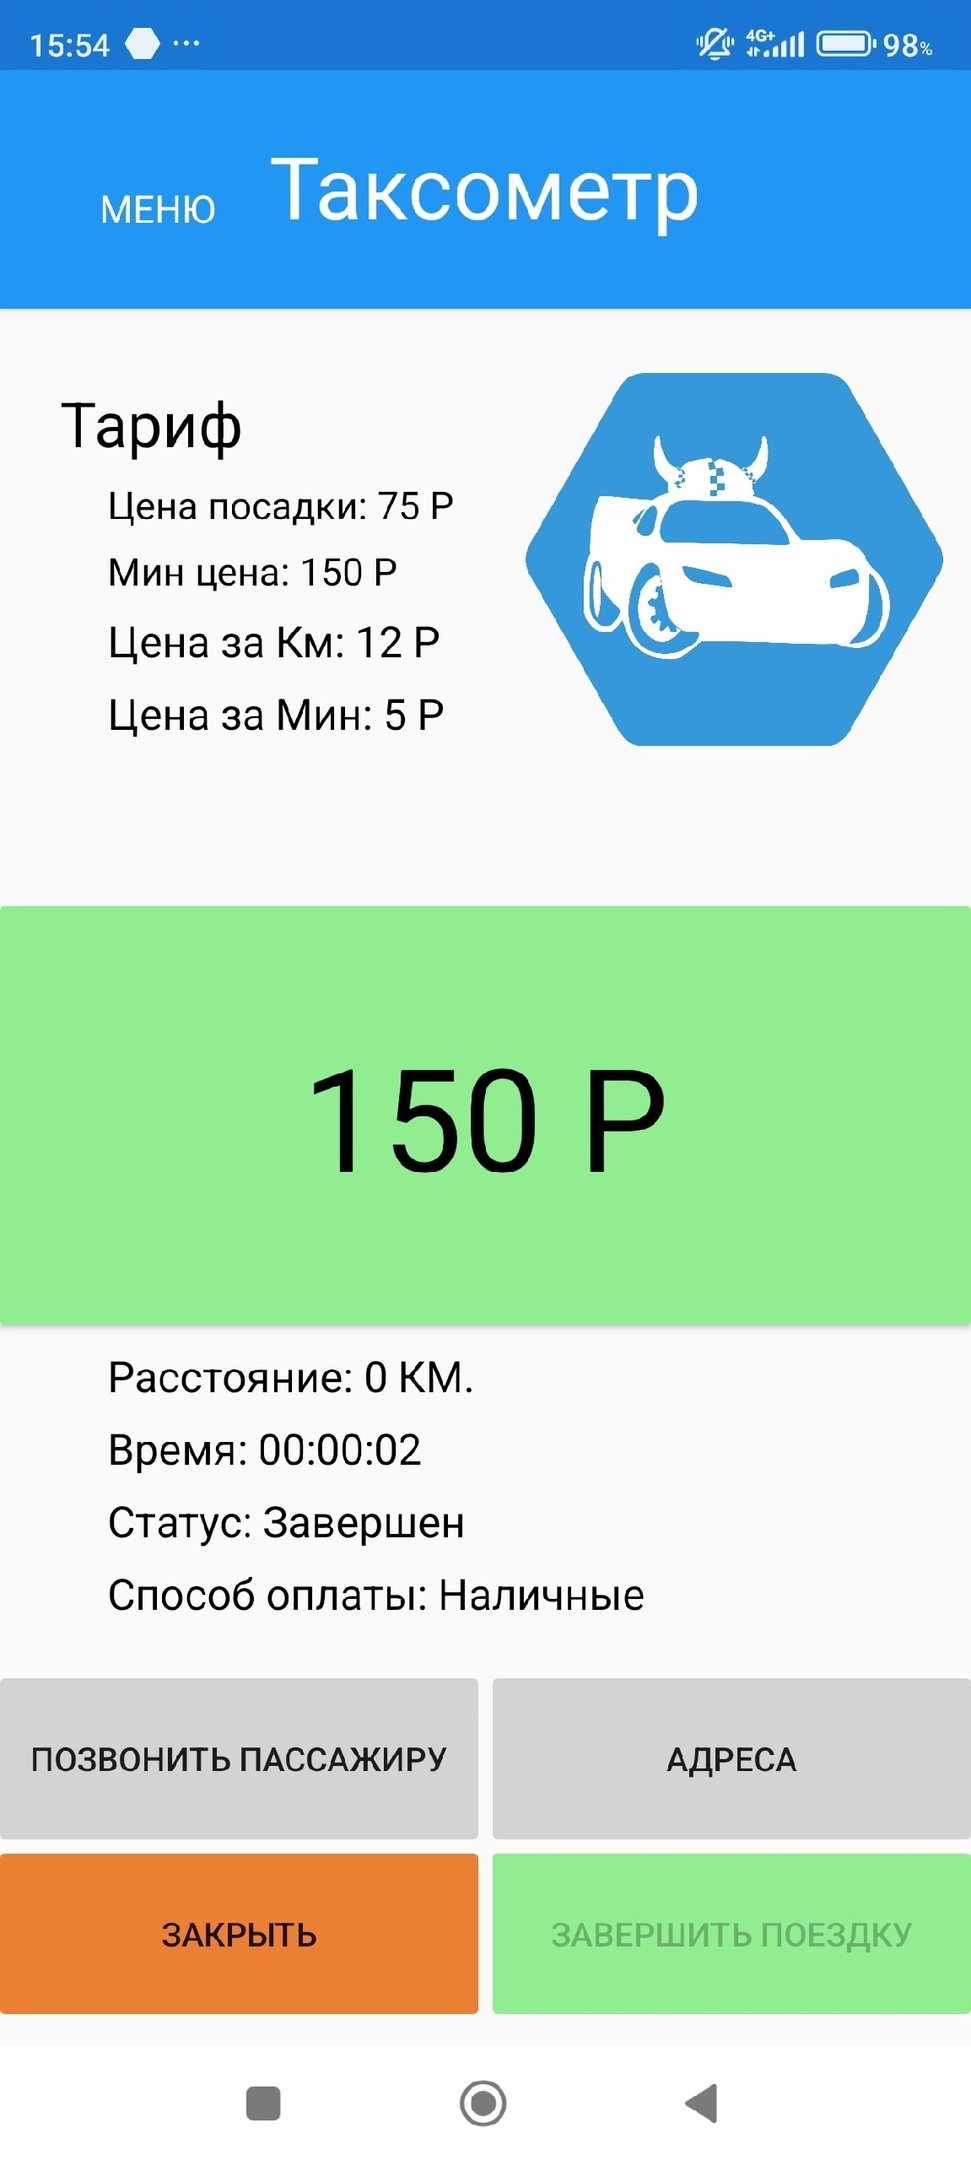 15:54 ... 4G+ 98%
МЕНЮ Таксометр
Тариф
Цена посадки: 75 Р
Мин цена: 150 Р
Цена за Км: 12 Р
Цена за Мин: 5 Р
150 Р
Расстояние: 0 КМ.
Время: 00:00:02
Статус: Завершен
Способ оплаты: Наличные
ПОЗВОНИТЬ ПАССАЖИРУ АДРЕСА
ЗАКРЫТЬ ЗАВЕРШИТЬ ПОЕЗДКУ